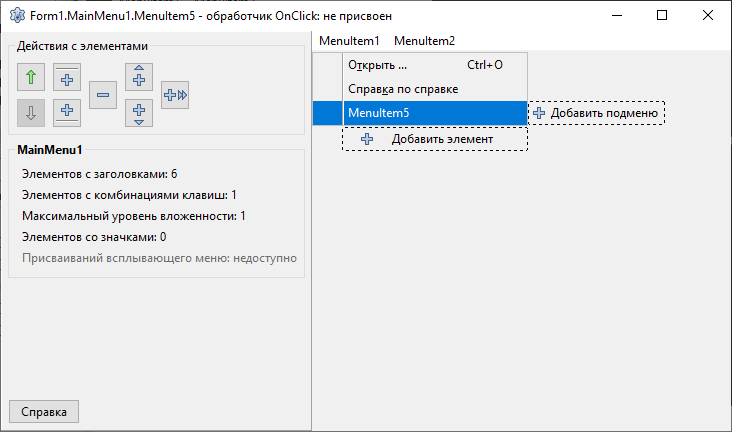 Form1.MainMenu1.MenuItem5 - обработчик OnClick: не присвоен
Действия с элементами
MainMenu1
Элементов с заголовками: 6
Элементов с комбинациями клавиш: 1
Максимальный уровень вложенности: 1
Элементов со значками: 0
Присваиваний всплывающего меню: недоступно
Справка
MenuItem1 MenuItem2
Открыть ... Ctrl+O
Справка по справке
MenuItem5 Добавить подменю
Добавить элемент